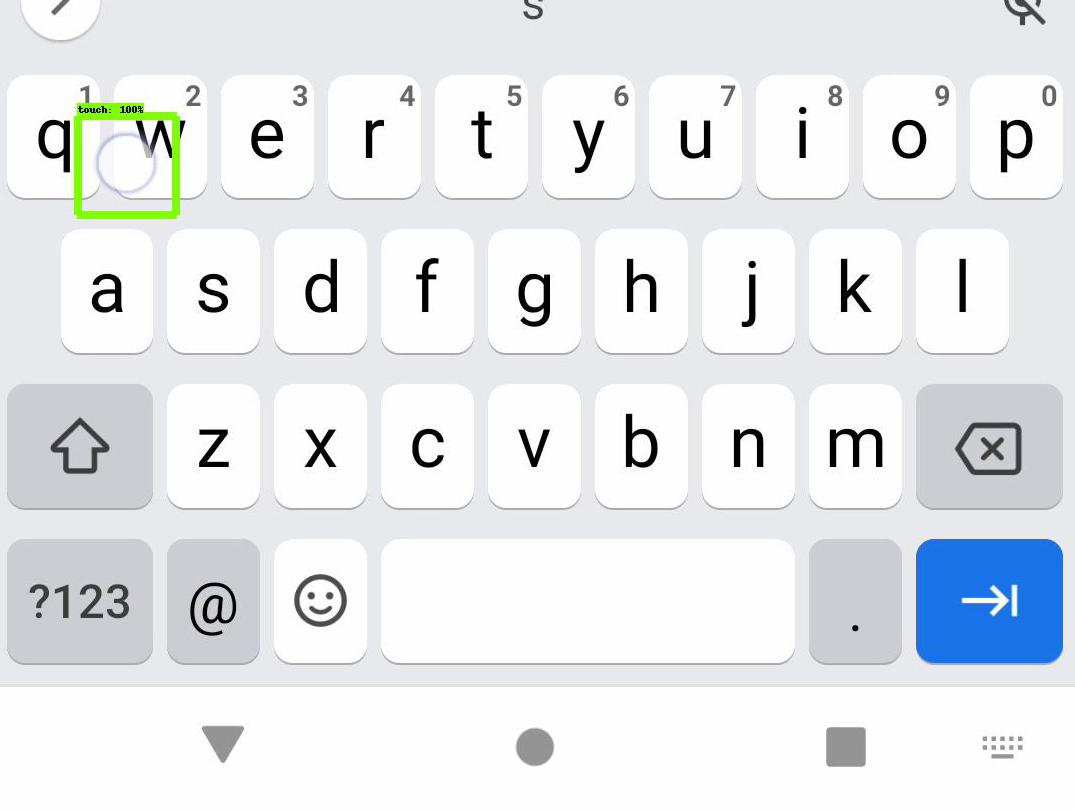 s
1 2 3 4 5 6 7 8 9 0
touch: 100%
q w e r t y u i o p
a s d f g h j k l
z x c v b n m
?123 @ .